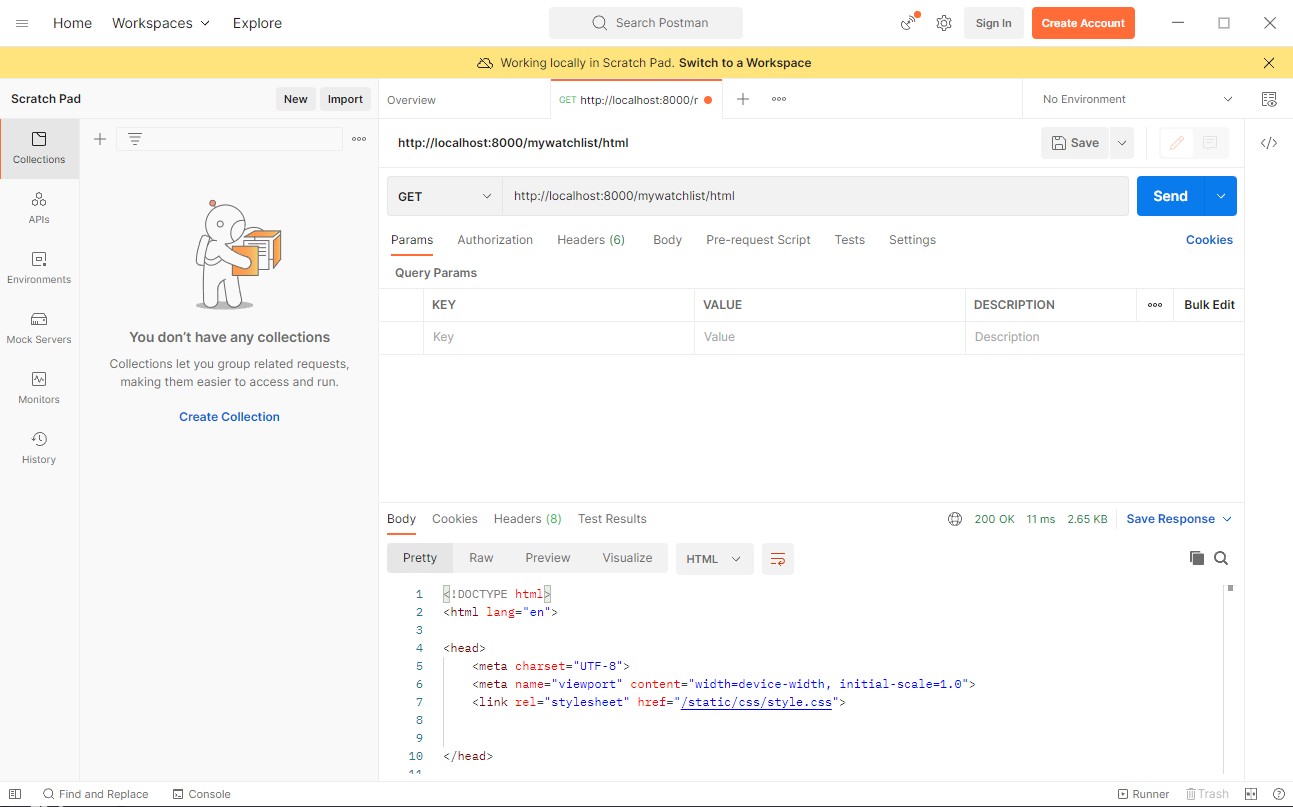 Home Workspaces Explore Search Postman Sign In Create Account
Working locally in Scratch Pad. Switch to a Workspace
Scratch Pad New Import Overview GET http://localhost:8000/r No Environment
Collections
http://localhost:8000/mywatchlist/html Save
GET http://localhost:8000/mywatchlist/html Send
APIs
Params Authorization Headers (6) Body Pre-request Script Tests Settings Cookies
Query Params
Environments
KEY VALUE DESCRIPTION Bulk Edit
Key Value Description
Mock Servers
You don’t have any collections
Collections let you group related requests,
making them easier to access and run.
Monitors
Create Collection
History
Body Cookies Headers (8) Test Results 200 OK 11 ms 2.65 KB Save Response
Pretty Raw Preview Visualize HTML
1 <!DOCTYPE html>
2 <html lang="en">
3
4 <head>
5 <meta charset="UTF-8">
6 <meta name="viewport" content="width=device-width, initial-scale=1.0">
7 <link rel="stylesheet" href="/static/css/style.css">
8
9
10 </head>
11
Find and Replace Console Runner Trash